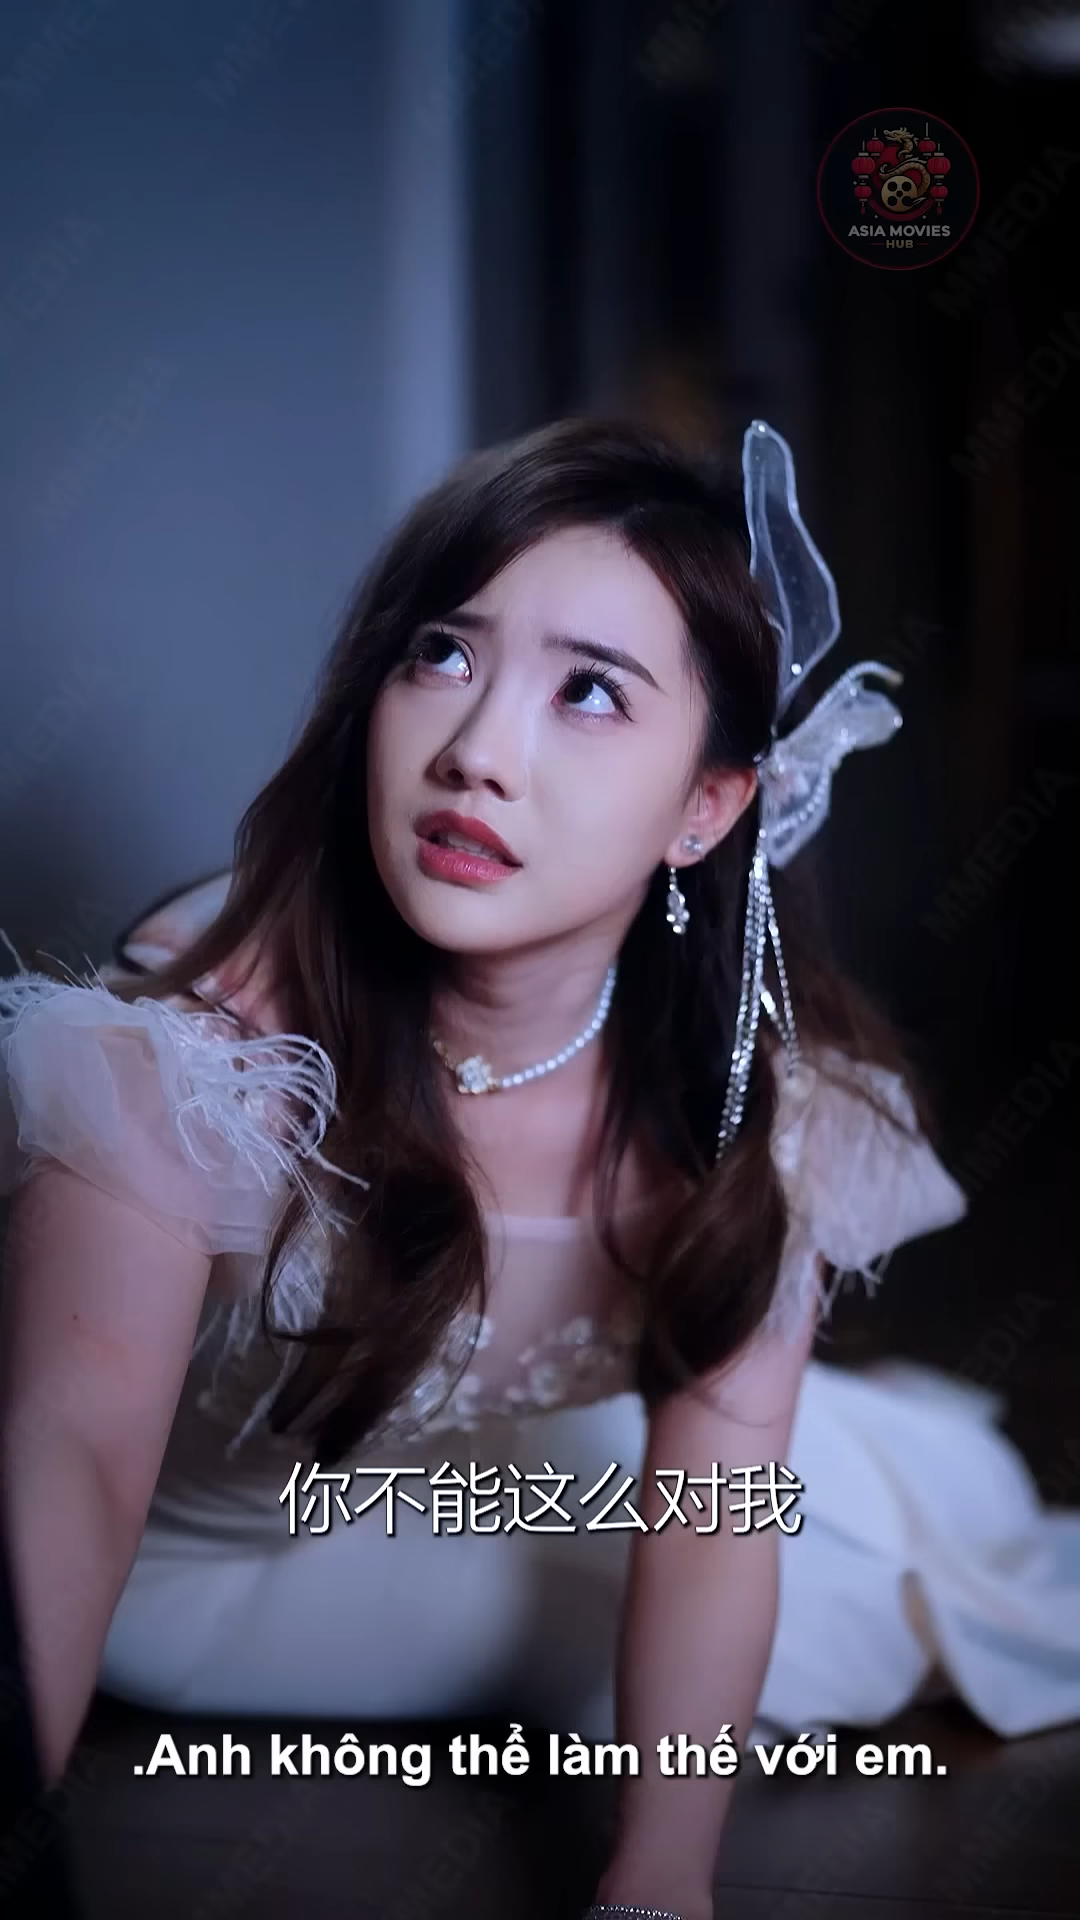 ASIA MOVIES
HUB
你不能这么对我
.Anh không thể làm thế với em.